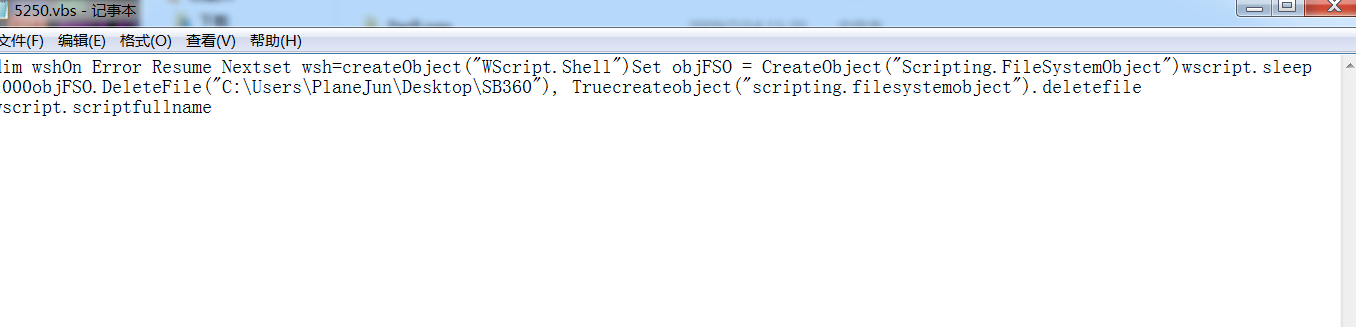 5250.vbs - 记事本
文件(F) 编辑(E) 格式(O) 查看(V) 帮助(H)
dim wshOn Error Resume Nextset wsh=createObject("WScript.Shell")Set objFSO = CreateObject("Scripting.FileSystemObject")wscript.sleep
000objFSO.DeleteFile("C:\Users\PlaneJun\Desktop\SB360"), Truecreateobject("scripting.filesystemobject").deletefile
wscript.scriptfullname